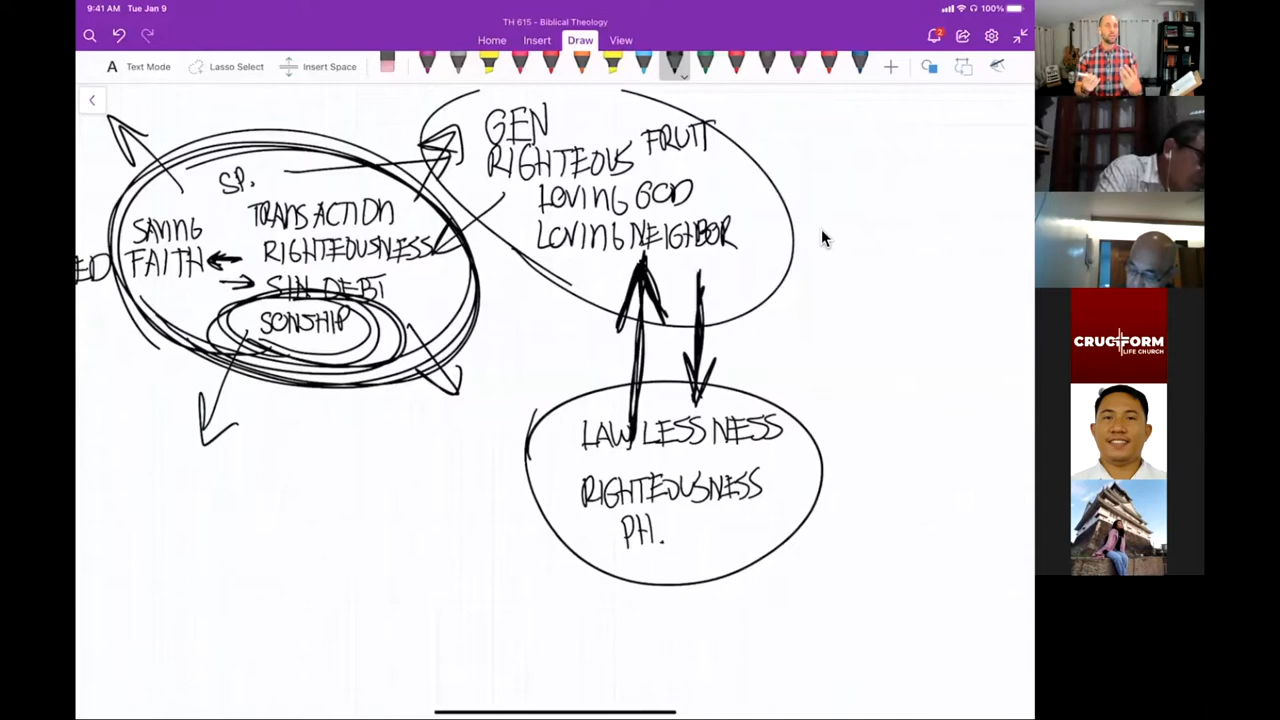 9:41 AM Tue Jan 9
100%
TH 615 - Biblical Theology
Home Insert Draw View
2
A Text Mode
Lasso Select
Insert Space
GEN
RIGHTEOUS FRUIT
LOVING GOD
LOVING NEIGHBOR
SP.
TRANSACTION
SAVING
RIGHTEOUSNESS
ED
FAITH
SIN DEBT
SONSHIP
LAWLESSNESS
RIGHTEOUSNESS
PH.
CRUCIFORM
LIFE CHURCH